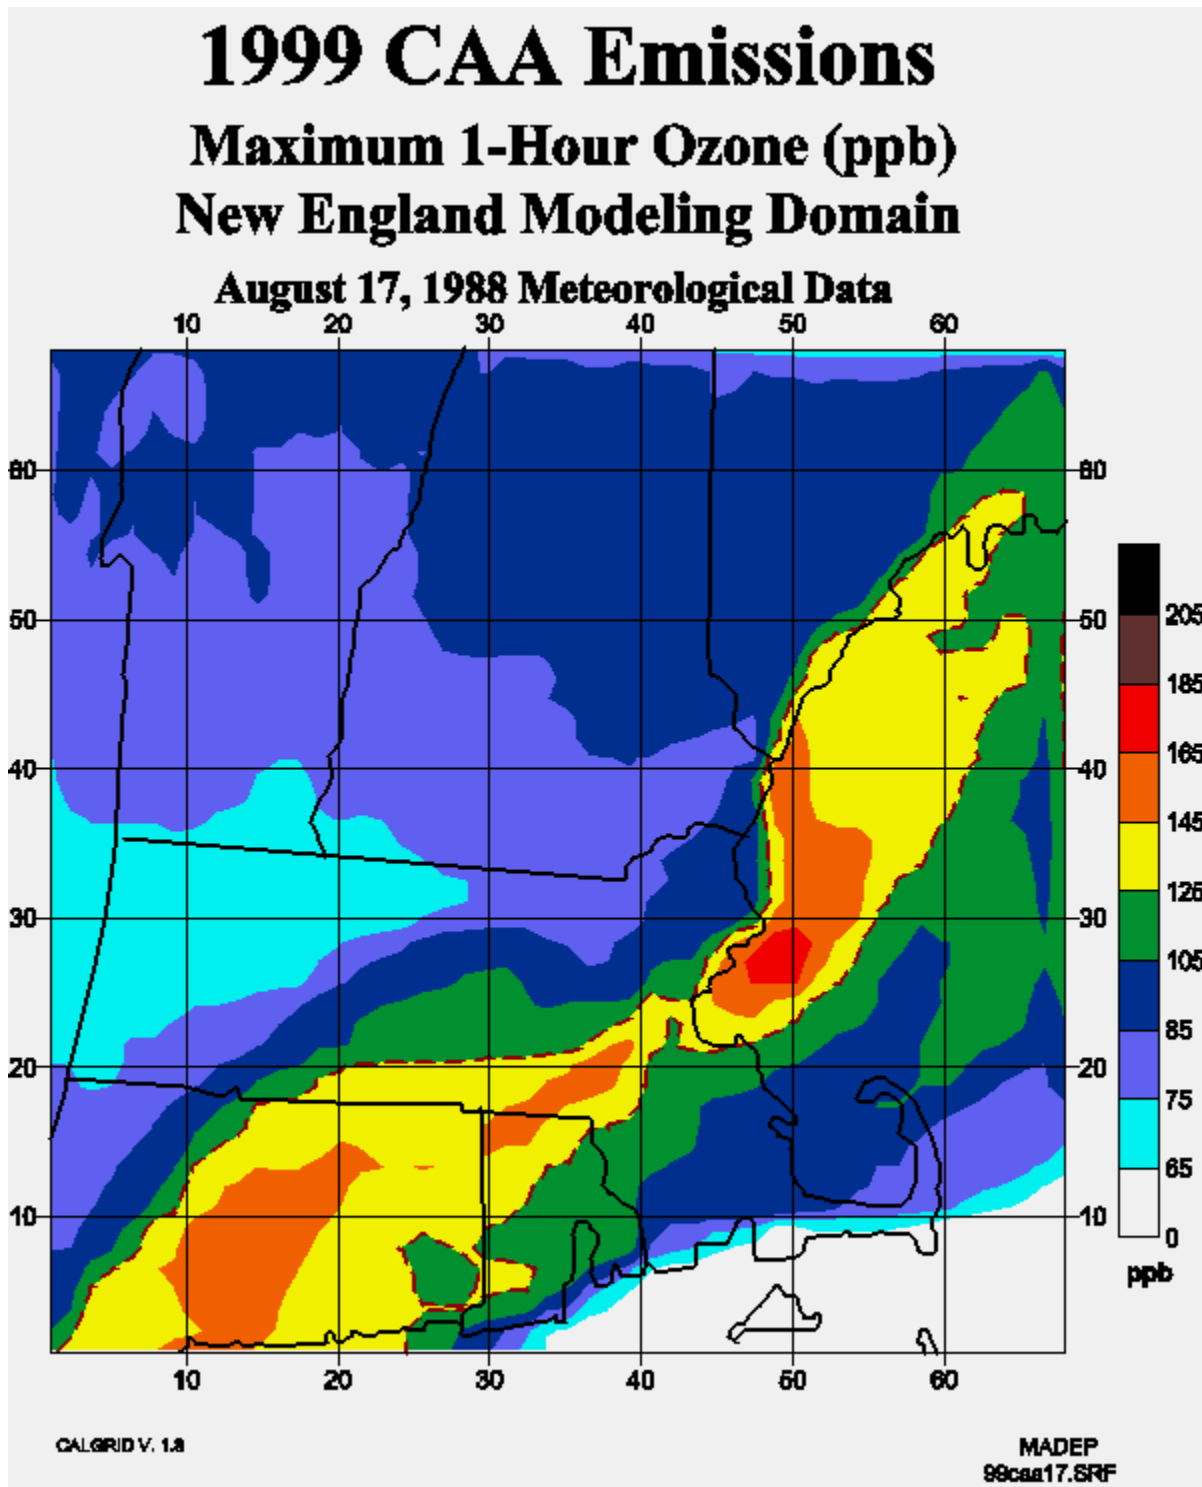 1999 CAA Emissions
Maximum 1-Hour Ozone (ppb)
New England Modeling Domain
August 17, 1988 Meteorological Data
10 20 30 40 50 60
60 60
50 50
40 40
30 30
20 20
10 10
10 20 30 40 50 60
205
185
165
145
125
105
85
75
65
0
ppb
CALGRID V. 1.8
MADEP
99caa17.SRF